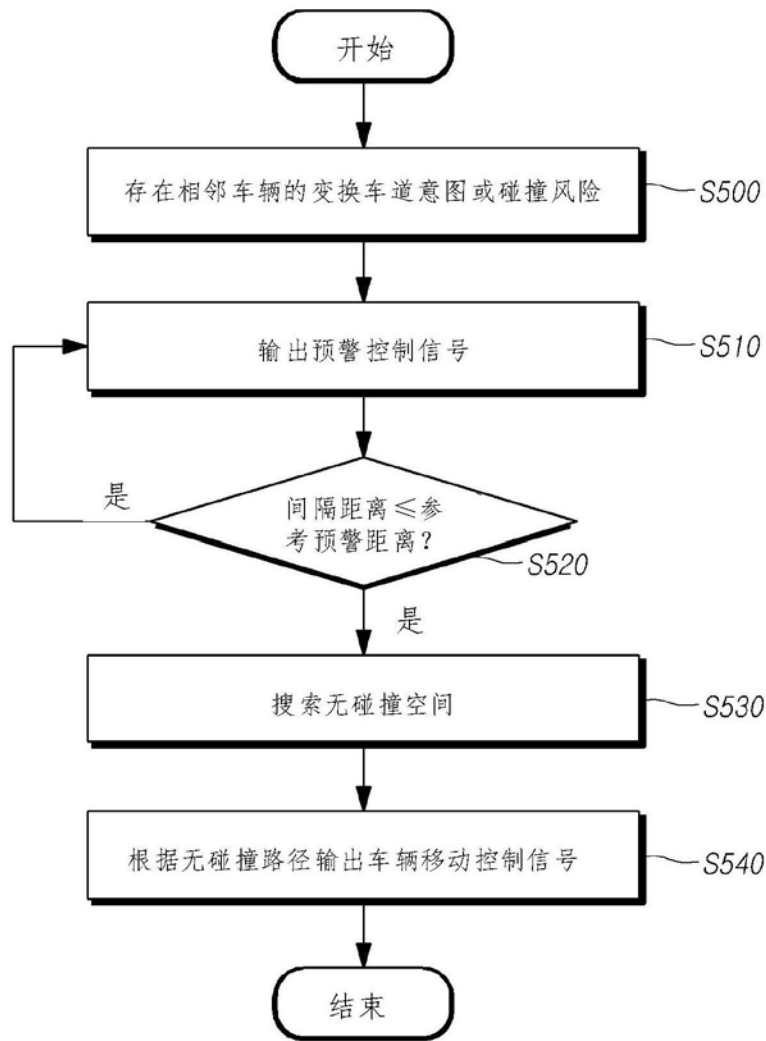 开始
存在相邻车辆的变换车道意图或碰撞风险
S500
输出预警控制信号
S510
是
间隔距离≤参
考预警距离?
S520
是
搜索无碰撞空间
S530
根据无碰撞路径输出车辆移动控制信号
S540
结束